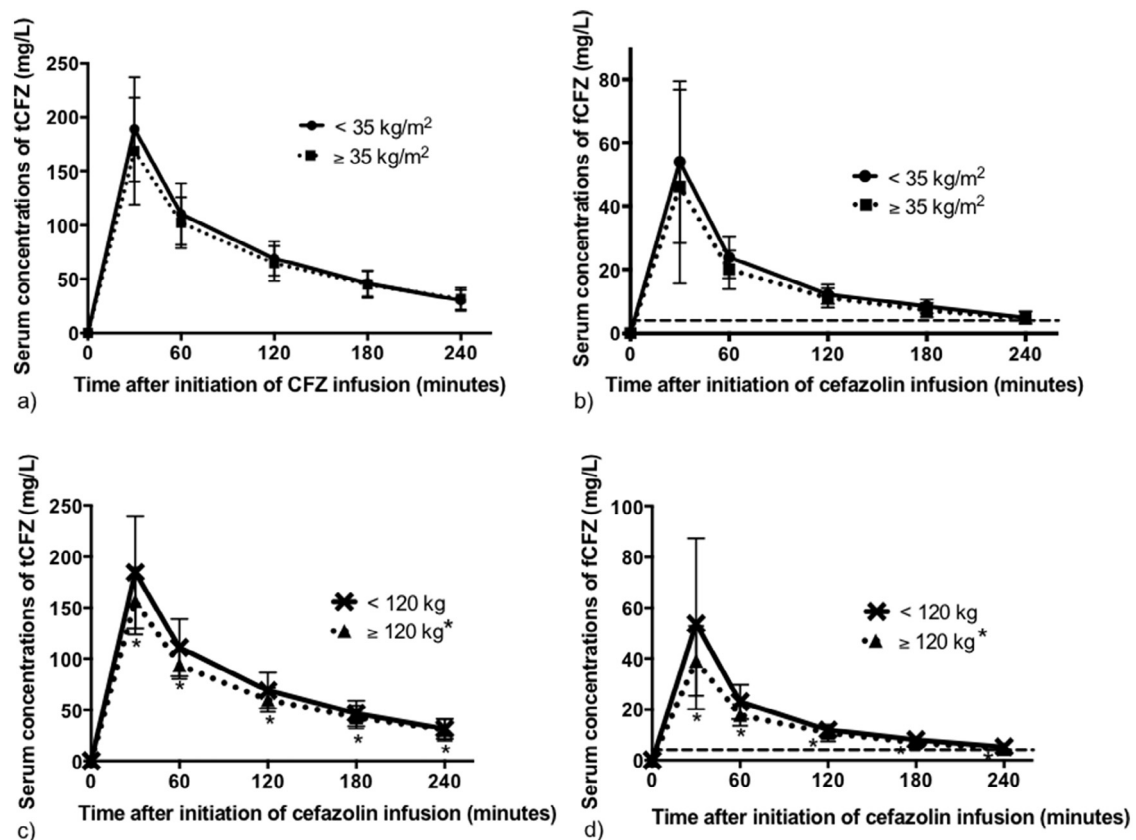 Serum concentrations of tCFZ (mg/L)
250
200
150
100
50
0
< 35 kg/m²
≥ 35 kg/m²
0 60 120 180 240
Time after initiation of CFZ infusion (minutes)
a)
Serum concentrations of fCFZ (mg/L)
80
60
40
20
0
< 35 kg/m²
≥ 35 kg/m²
0 60 120 180 240
Time after initiation of cefazolin infusion (minutes)
b)
Serum concentrations of tCFZ (mg/L)
250
200
150
100
50
0
< 120 kg
≥ 120 kg*
* * * * *
0 60 120 180 240
Time after initiation of cefazolin infusion (minutes)
c)
Serum concentrations of fCFZ (mg/L)
100
80
60
40
20
0
< 120 kg
≥ 120 kg*
* * * * *
0 60 120 180 240
Time after initiation of cefazolin infusion (minutes)
d)